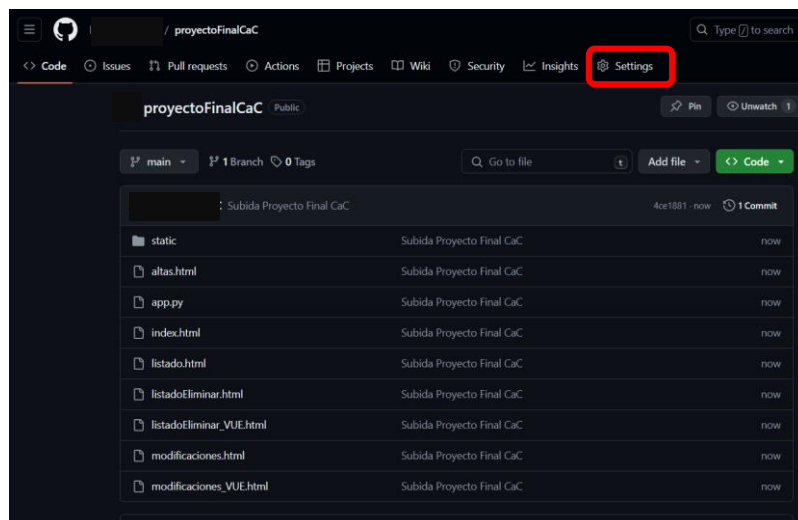 / proyectoFinalCaC
Type / to search
<> Code Issues Pull requests Actions Projects Wiki Security Insights Settings
proyectoFinalCaC Public
Pin Unwatch 1
main 1 Branch 0 Tags
Go to file t
Add file <> Code
Subida Proyecto Final CaC 4ce1881 · now 1 Commit
static Subida Proyecto Final CaC now
altas.html Subida Proyecto Final CaC now
app.py Subida Proyecto Final CaC now
index.html Subida Proyecto Final CaC now
listado.html Subida Proyecto Final CaC now
listadoEliminar.html Subida Proyecto Final CaC now
listadoEliminar_VUE.html Subida Proyecto Final CaC now
modificaciones.html Subida Proyecto Final CaC now
modificaciones_VUE.html Subida Proyecto Final CaC now